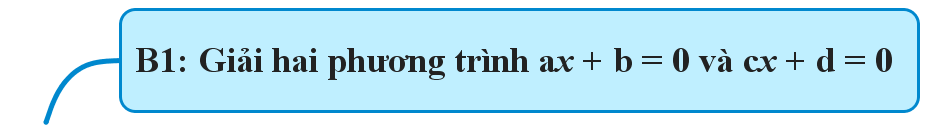 B1: Giải hai phương trình ax + b = 0 và cx + d = 0